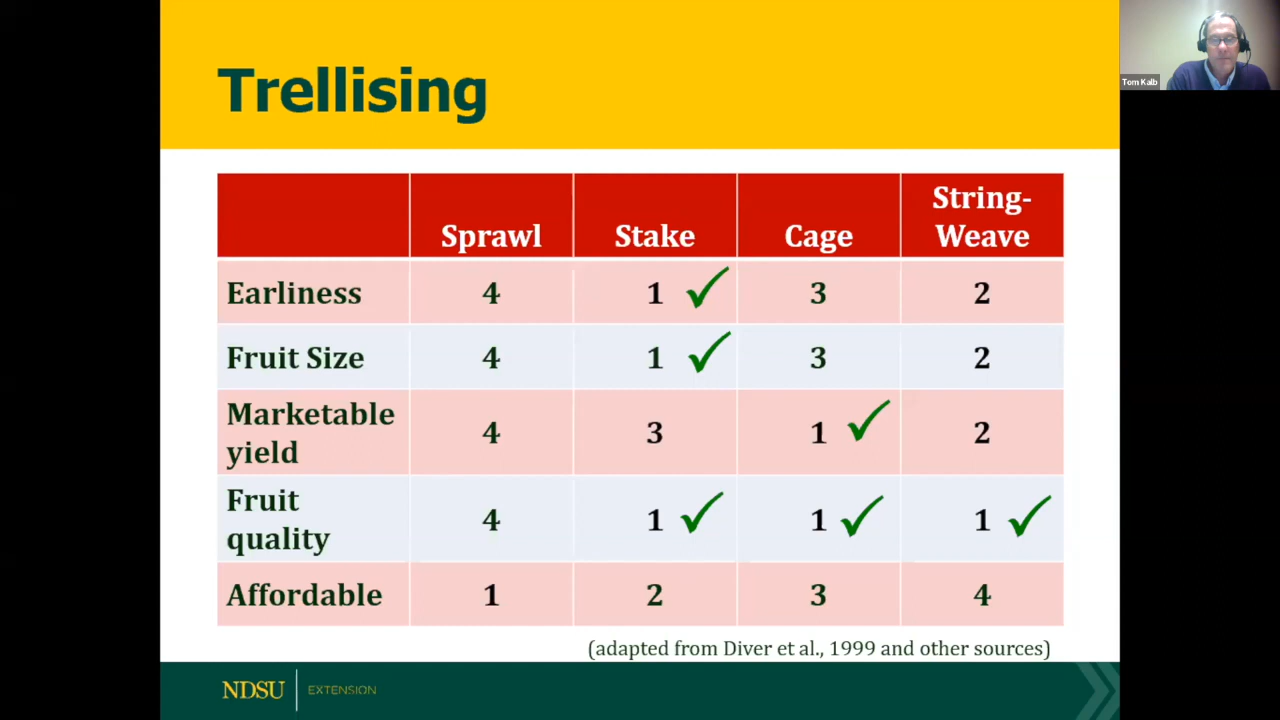 Trellising
Tom Kalb
Sprawl Stake Cage String-
Weave
Earliness 4 1 3 2
Fruit Size 4 1 3 2
Marketable
yield 4 3 1 2
Fruit
quality 4 1 1 1
Affordable 1 2 3 4
(adapted from Diver et al., 1999 and other sources)
NDSU EXTENSION